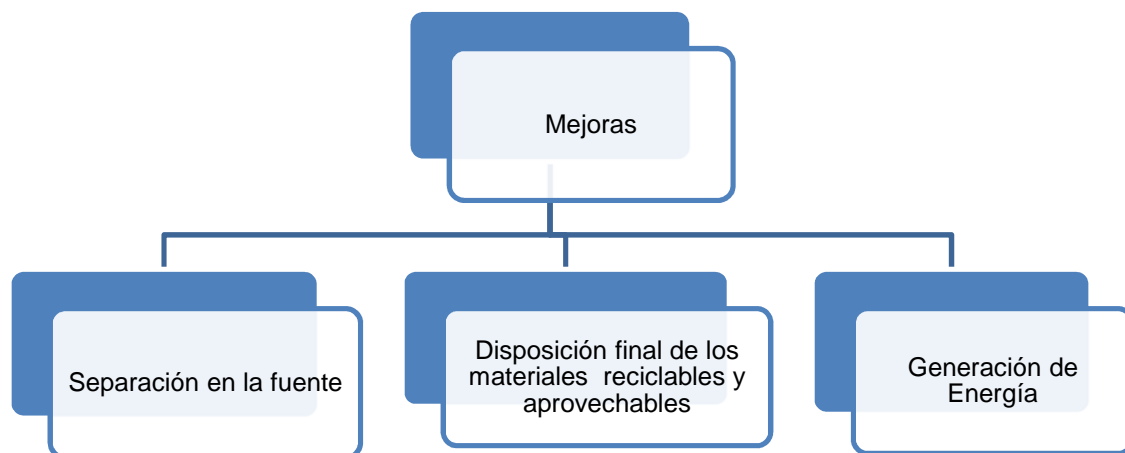 Mejoras
Separación en la fuente
Disposición final de los
materiales reciclables y
aprovechables
Generación de
Energía